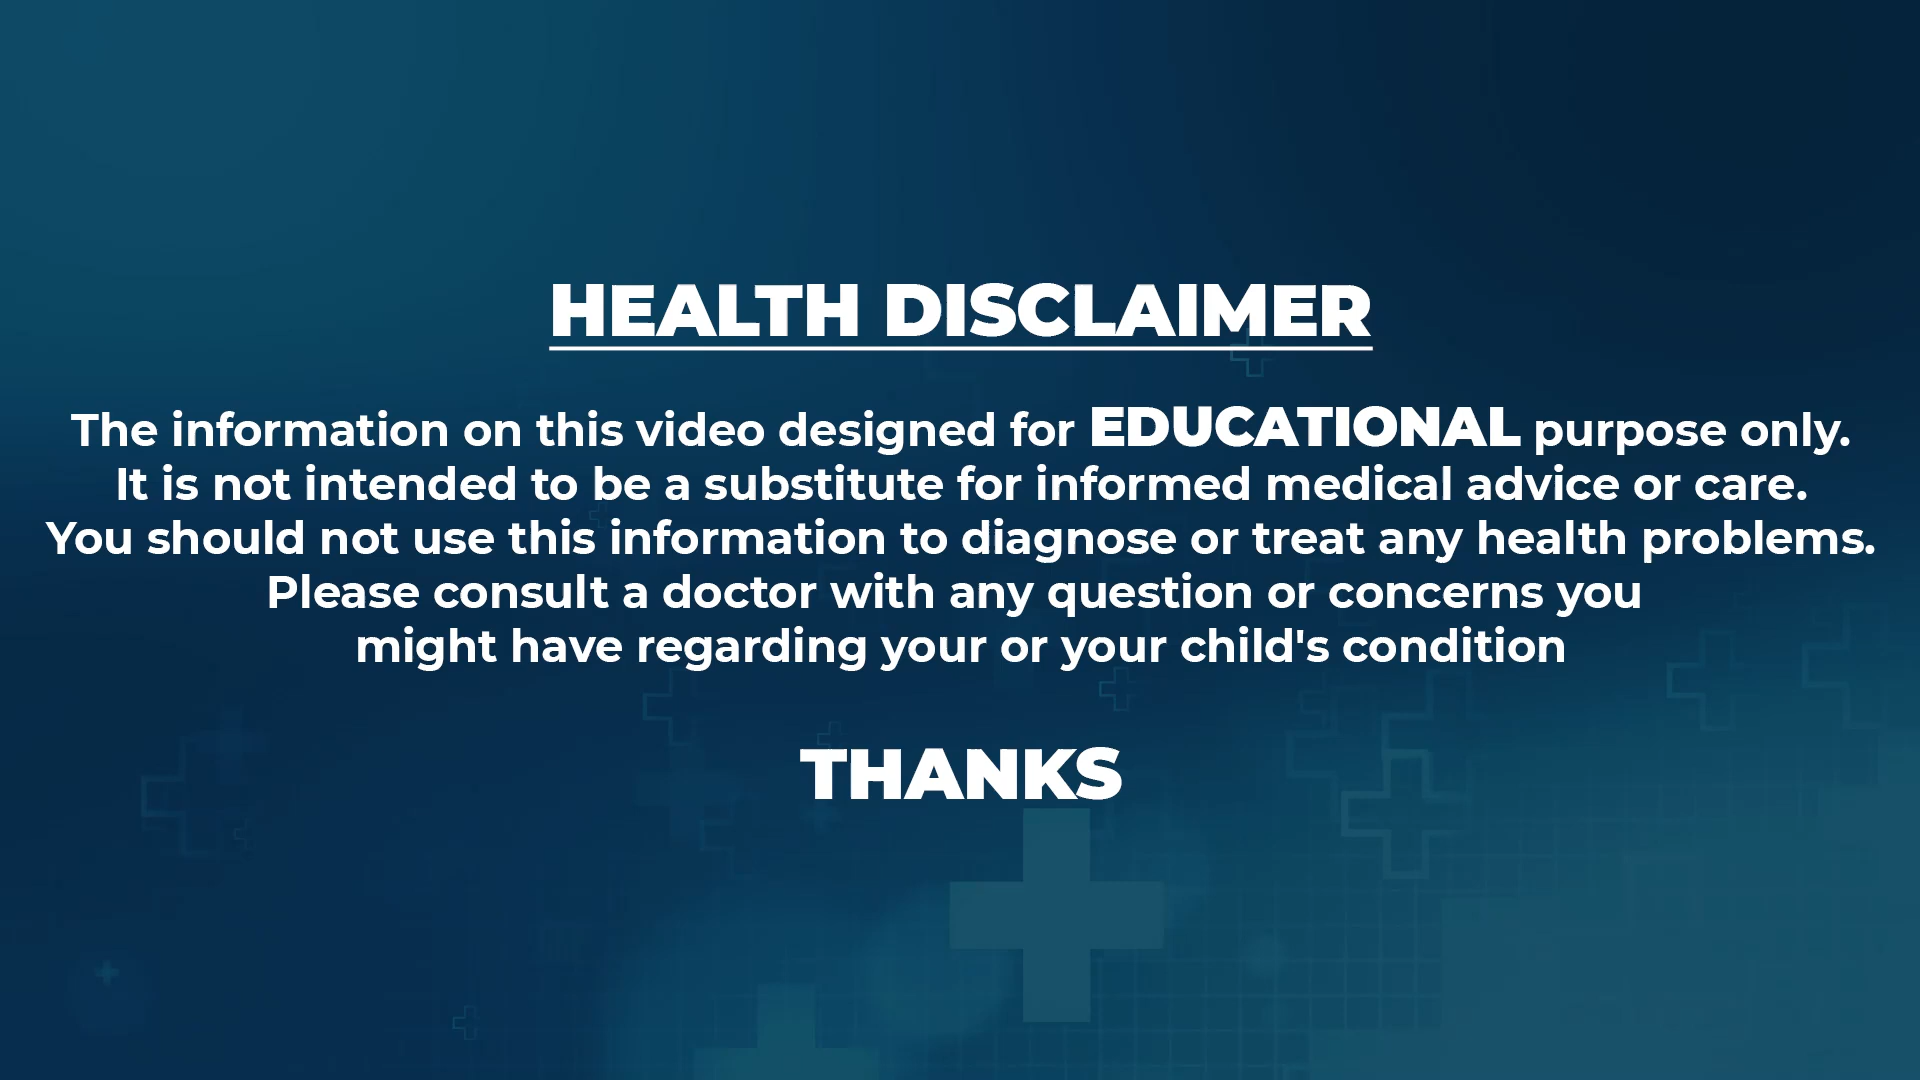 HEALTH DISCLAIMER
The information on this video designed for EDUCATIONAL purpose only.
It is not intended to be a substitute for informed medical advice or care.
You should not use this information to diagnose or treat any health problems.
Please consult a doctor with any question or concerns you
might have regarding your or your child's condition
THANKS